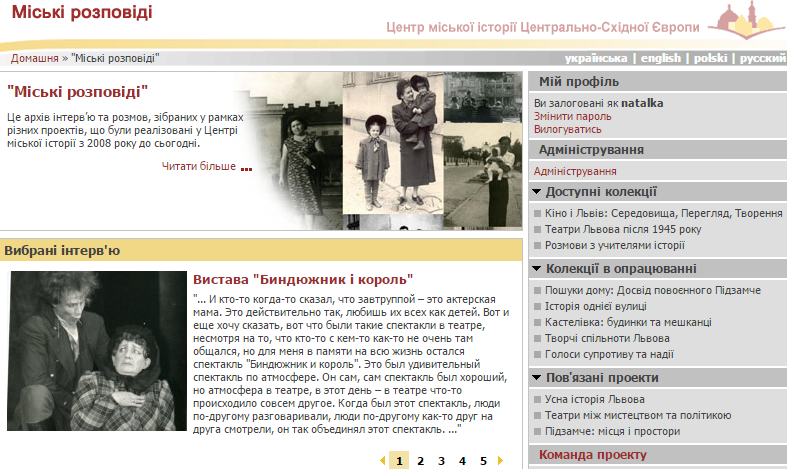 Міські розповіді
Центр міської історії Центрально-Східної Європи
Домашня » "Міські розповіді"
українська | english | polski | русский
"Міські розповіді"
Це архів інтерв'ю та розмов, зібраних у рамках
різних проектів, що були реалізовані у Центрі
міської історії з 2008 року до сьогодні.
Читати більше
Вибрані інтерв'ю
Вистава "Биндюжник і король"
"... И кто-то когда-то сказал, что завтруппой – это актерская
мама. Это действительно так, любишь их всех как детей. Вот и
еще хочу сказать, вот что были такие спектакли в театре,
несмотря на то, что кто-то с кем-то как-то не очень там
общался, но для меня в памяти на всю жизнь остался
спектакль "Биндюжник и король". Это был удивительный
спектакль по атмосфере. Он сам, сам спектакль был хороший,
но атмосфера в театре, в этот день – в театре что-то
происходило совсем другое. Когда был этот спектакль, люди
по-другому разговаривали, люди по-другому как-то друг на
друга смотрели, он так объединял этот спектакль. ..."
1 2 3 4 5
Мій профіль
Ви залоговані як natalka
Змінити пароль
Вилогуватись
Адміністрування
Адміністрування
Доступні колекції
Кіно і Львів: Середовища, Перегляд, Творення
Театри Львова після 1945 року
Розмови з учителями історії
Колекції в опрацюванні
Пошуки дому: Досвід повоєнного Підзамче
Історія однієї вулиці
Кастелівка: будинки та мешканці
Творчі спільноти Львова
Голоси супротиву та надії
Пов'язані проекти
Усна історія Львова
Театри між мистецтвом та політикою
Підзамче: місця і простори
Команда проекту